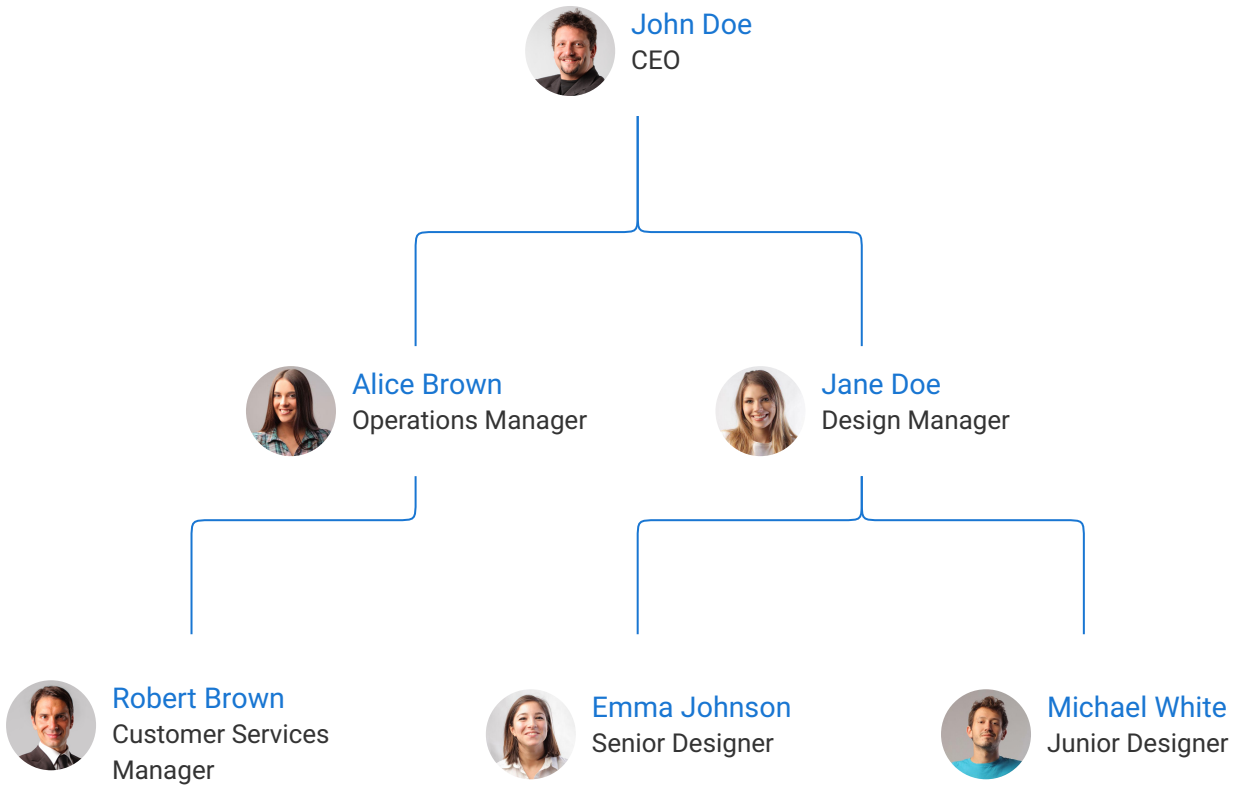 John Doe
CEO
Alice Brown
Operations Manager
Jane Doe
Design Manager
Robert Brown
Customer Services
Manager
Emma Johnson
Senior Designer
Michael White
Junior Designer